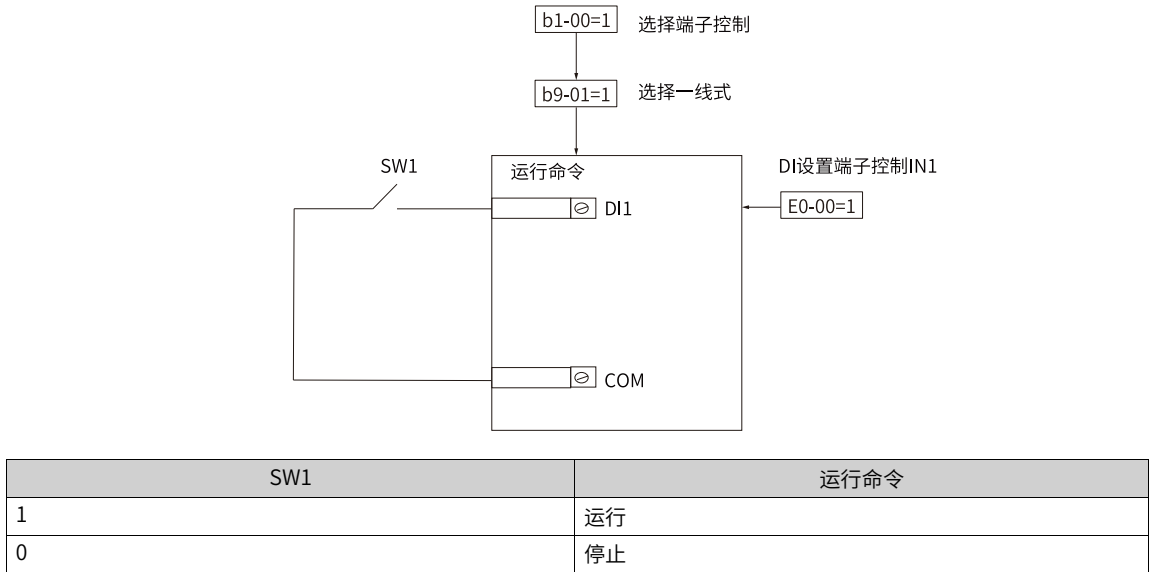 b1-00=1 选择端子控制
b9-01=1 选择一线式
SW1 运行命令 DI设置端子控制IN1
DI1 E0-00=1
COM
SW1 运行命令
1 运行
0 停止